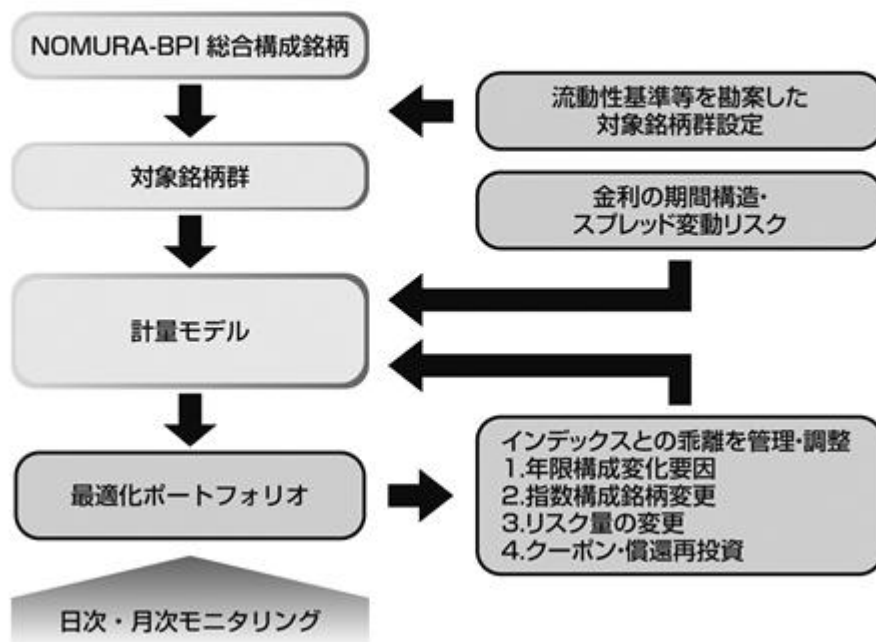 NOMURA-BPI 総合構成銘柄
流動性基準等を勘案した
対象銘柄群設定
対象銘柄群
金利の期間構造・
スプレッド変動リスク
計量モデル
最適化ポートフォリオ
インデックスとの乖離を管理・調整
1.年限構成変化要因
2.指数構成銘柄変更
3.リスク量の変更
4.クーポン・償還再投資
日次・月次モニタリング